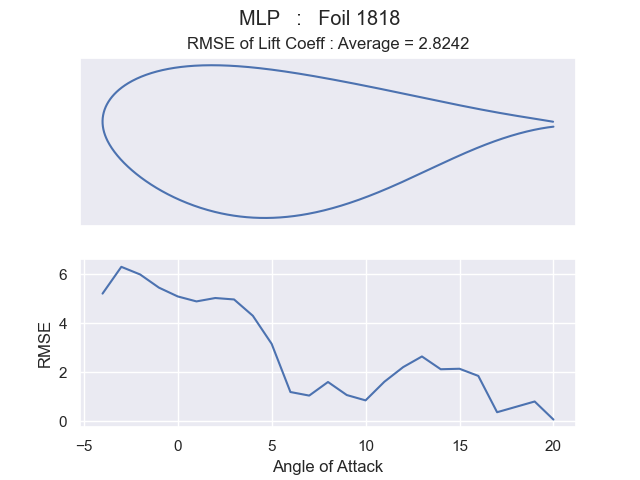 MLP : Foil 1818
RMSE of Lift Coeff : Average = 2.8242
6
4
2
0
RMSE
−5 0 5 10 15 20
Angle of Attack